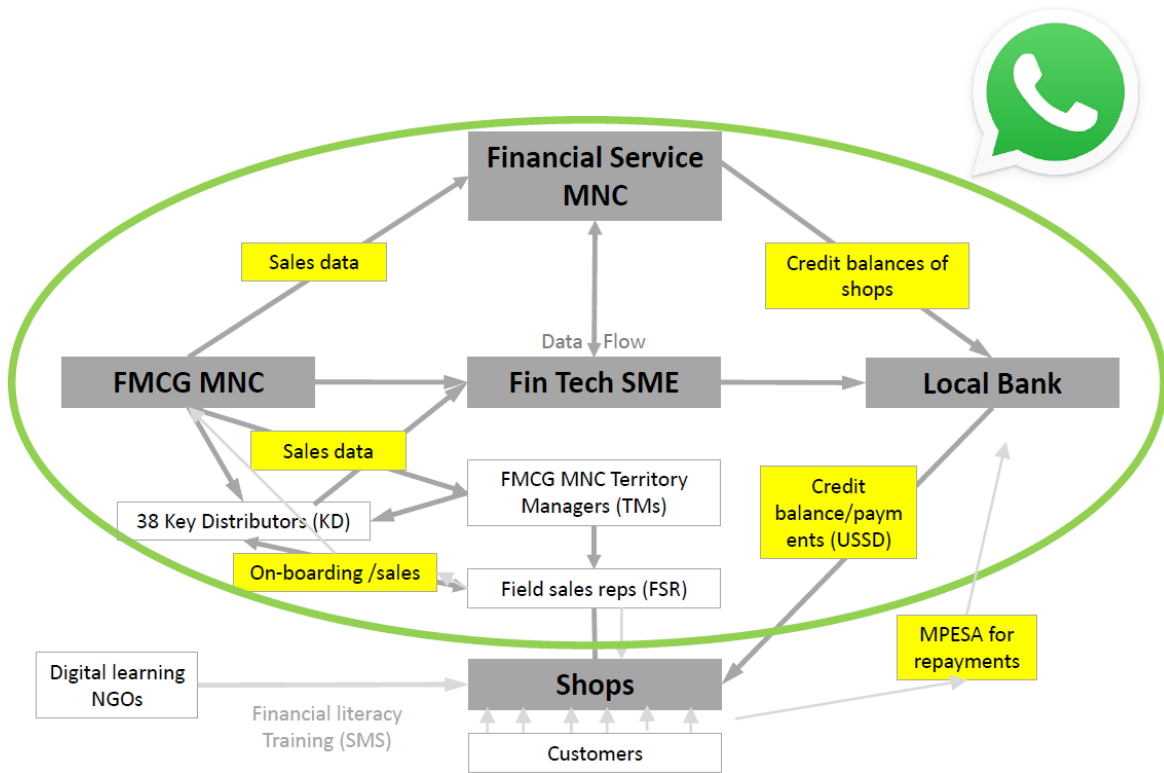 Financial Service
MNC
Sales data
Credit balances of
shops
Data Flow
FMCG MNC
Fin Tech SME
Local Bank
Sales data
FMCG MNC Territory
Managers (TMs)
Credit
balance/paym
ents (USSD)
38 Key Distributors (KD)
On-boarding /sales
Field sales reps (FSR)
MPESA for
repayments
Digital learning
NGOs
Shops
Financial literacy
Training (SMS)
Customers